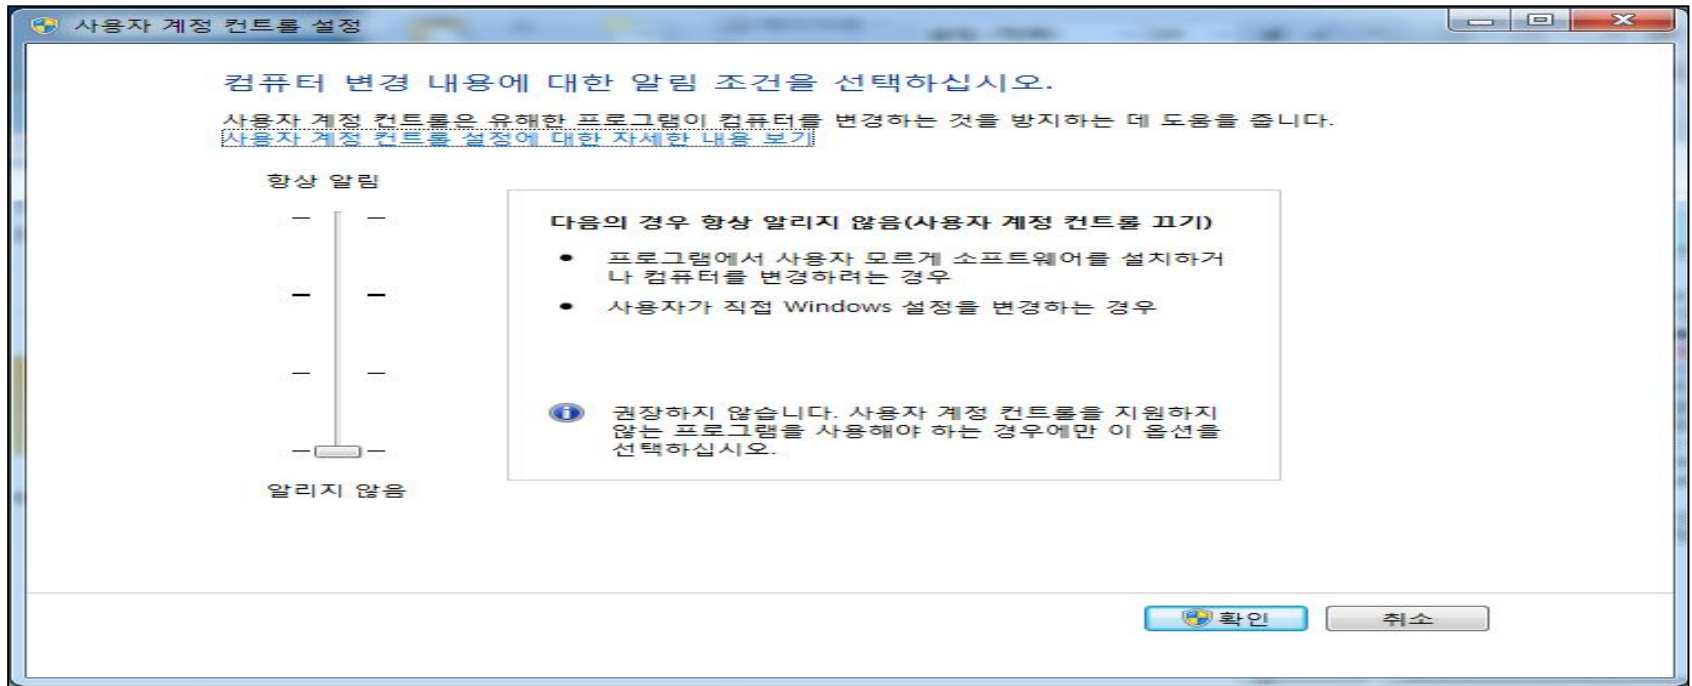 사용자 계정 컨트롤 설정
컴퓨터 변경 내용에 대한 알림 조건을 선택하십시오.
사용자 계정 컨트롤은 유해한 프로그램이 컴퓨터를 변경하는 것을 방지하는 데 도움을 줍니다.
사용자 계정 컨트롤 설정에 대한 자세한 내용 보기
항상 알림
다음의 경우 항상 알리지 않음(사용자 계정 컨트롤 끄기)
• 프로그램에서 사용자 모르게 소프트웨어를 설치하거
나 컴퓨터를 변경하려는 경우
• 사용자가 직접 Windows 설정을 변경하는 경우
권장하지 않습니다. 사용자 계정 컨트롤을 지원하지
않는 프로그램을 사용해야 하는 경우에만 이 옵션을
선택하십시오.
알리지 않음
확인
취소